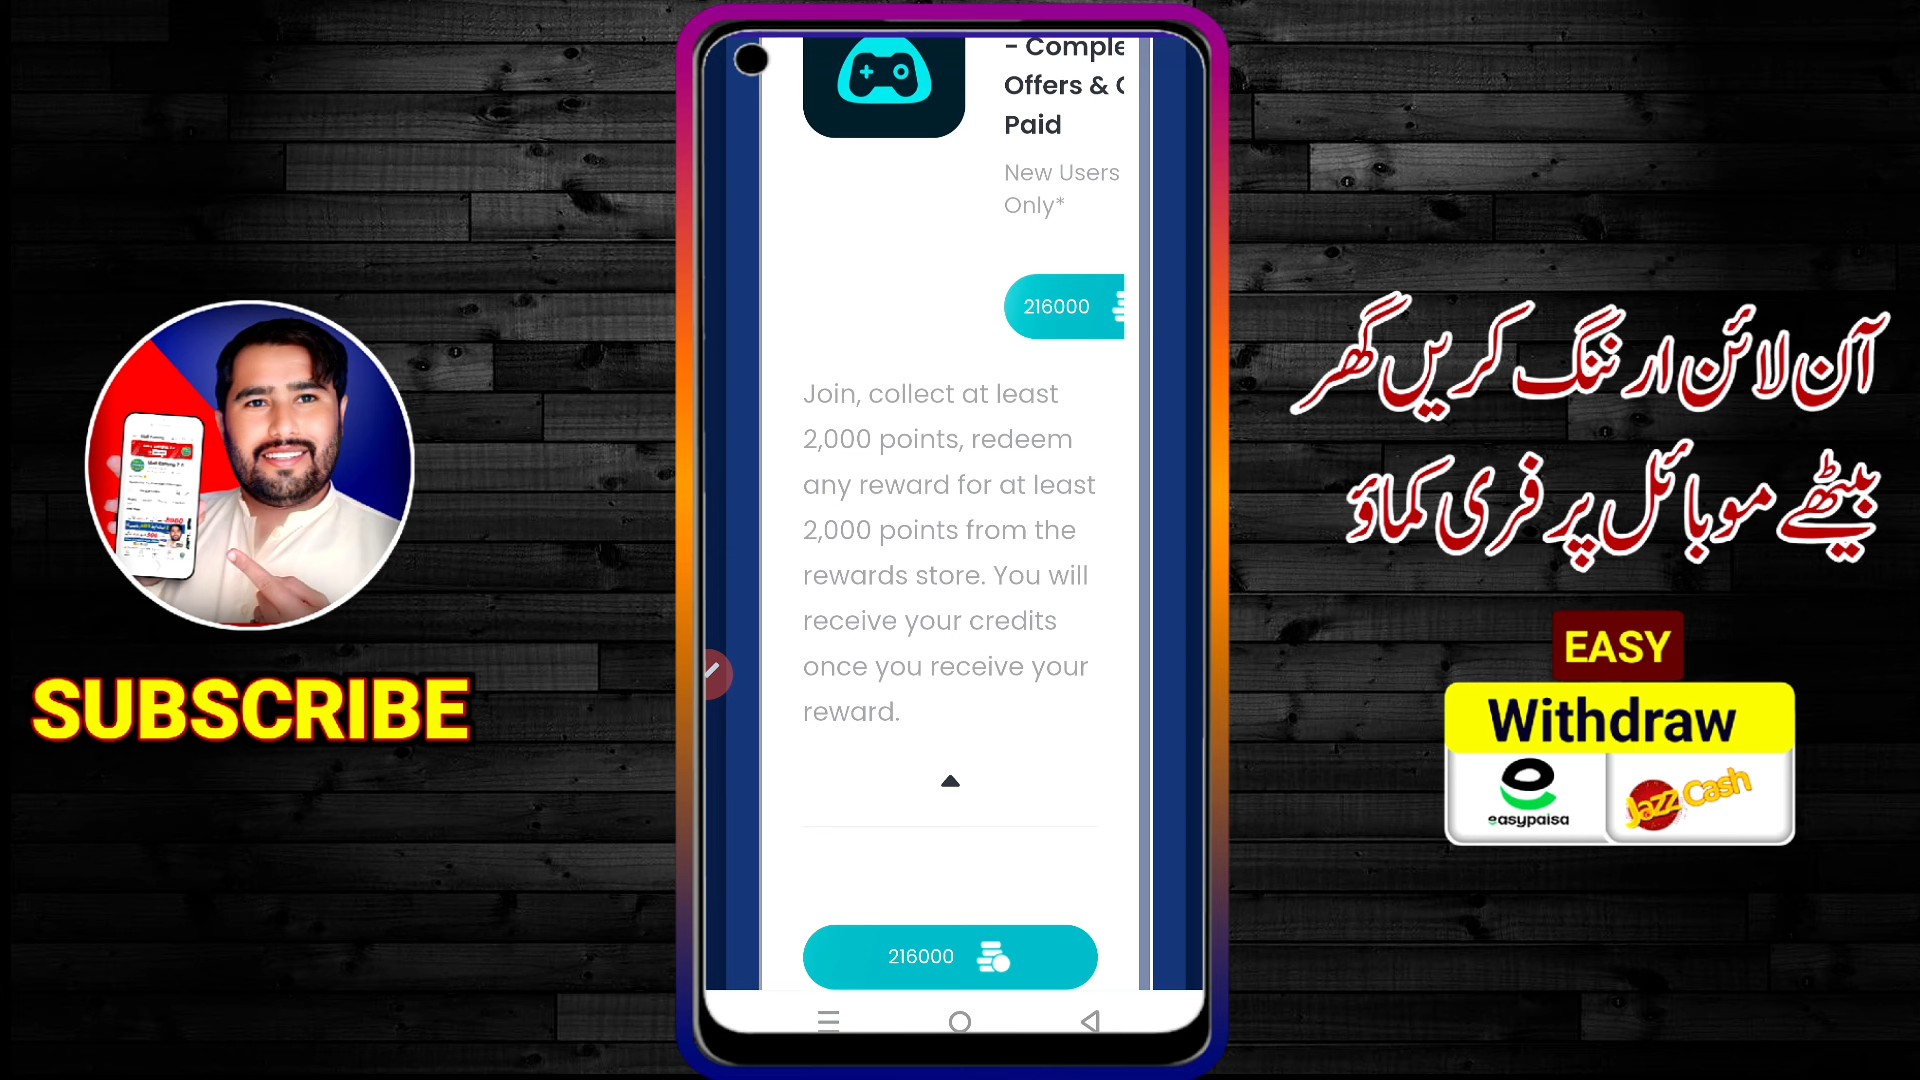 - Comple
Offers & C
Paid
New Users
Only*
216000
Join, collect at least
2,000 points, redeem
any reward for at least
2,000 points from the
rewards store. You will
receive your credits
once you receive your
reward.
216000
SUBSCRIBE
آن لائن ارننگ کریں گھر
بیٹھے موبائل پر فری کماؤ
EASY
Withdraw
easypaisa
JazzCash